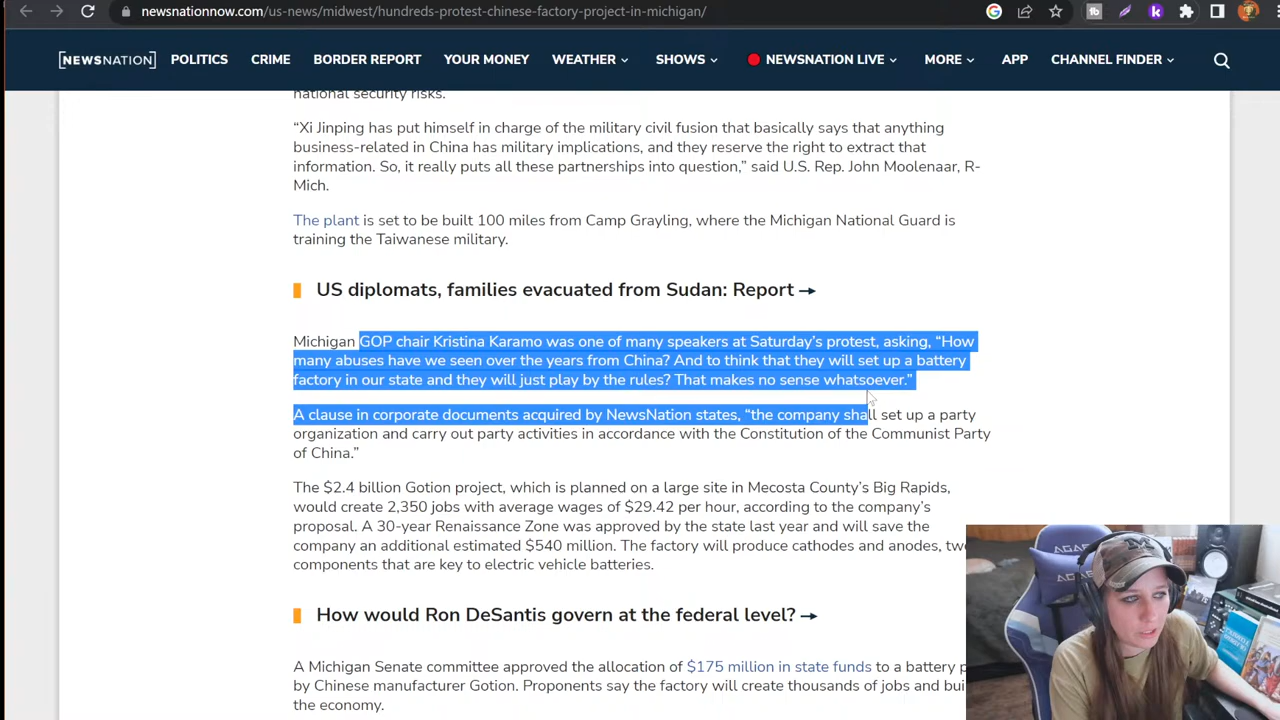 newsnationnow.com/us-news/midwest/hundreds-protest-chinese-factory-project-in-michigan/
NEWSNATION POLITICS CRIME BORDER REPORT YOUR MONEY WEATHER SHOWS NEWSNATION LIVE MORE APP CHANNEL FINDER
national security risks.
“Xi Jinping has put himself in charge of the military civil fusion that basically says that anything
business-related in China has military implications, and they reserve the right to extract that
information. So, it really puts all these partnerships into question,” said U.S. Rep. John Moolenaar, R-
Mich.
The plant is set to be built 100 miles from Camp Grayling, where the Michigan National Guard is
training the Taiwanese military.
US diplomats, families evacuated from Sudan: Report
Michigan GOP chair Kristina Karamo was one of many speakers at Saturday’s protest, asking, “How
many abuses have we seen over the years from China? And to think that they will set up a battery
factory in our state and they will just play by the rules? That makes no sense whatsoever.”
A clause in corporate documents acquired by NewsNation states, “the company shall set up a party
organization and carry out party activities in accordance with the Constitution of the Communist Party
of China.”
The $2.4 billion Gotion project, which is planned on a large site in Mecosta County’s Big Rapids,
would create 2,350 jobs with average wages of $29.42 per hour, according to the company’s
proposal. A 30-year Renaissance Zone was approved by the state last year and will save the
company an additional estimated $540 million. The factory will produce cathodes and anodes, two
components that are key to electric vehicle batteries.
How would Ron DeSantis govern at the federal level?
A Michigan Senate committee approved the allocation of $175 million in state funds to a battery p
by Chinese manufacturer Gotion. Proponents say the factory will create thousands of jobs and bui
the economy.